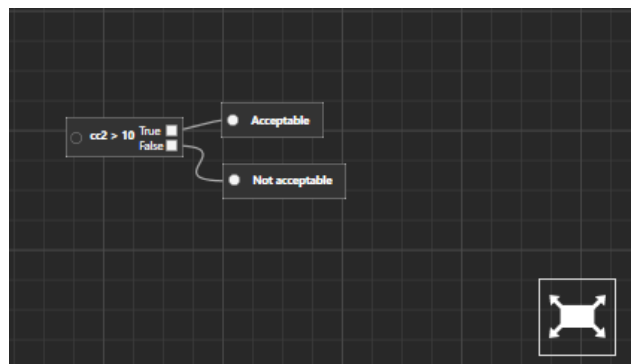 cc2 > 10
True
False
Acceptable
Not acceptable